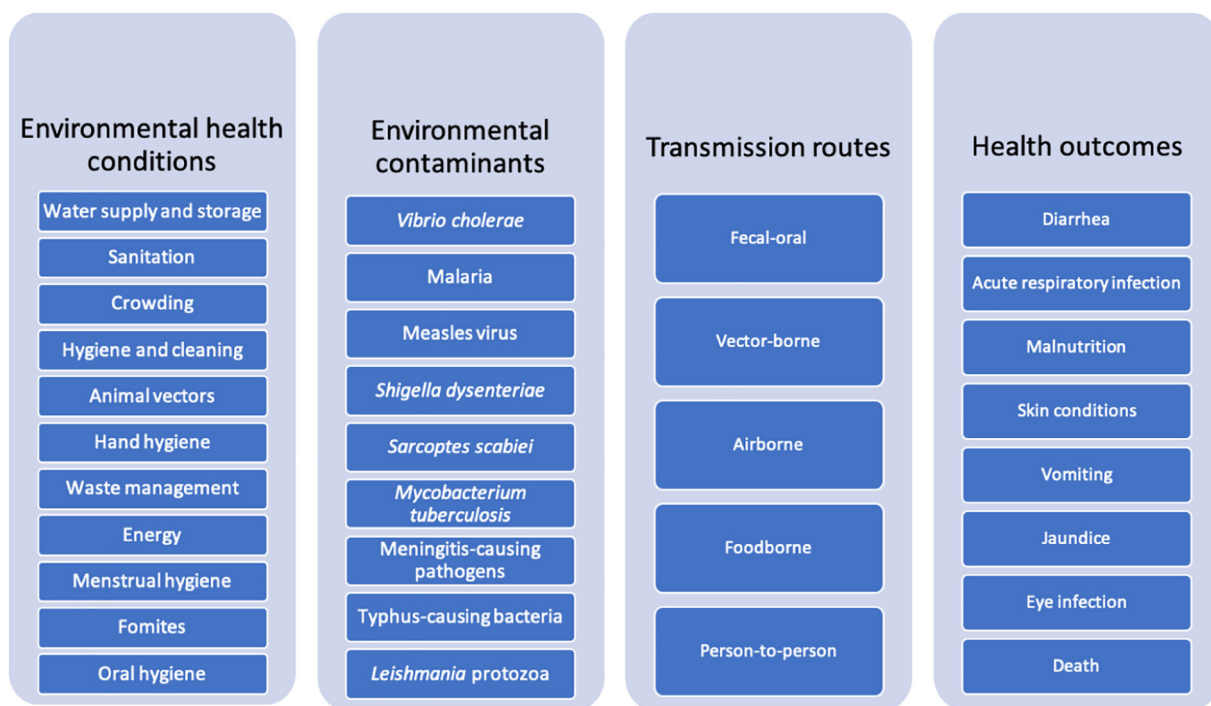 Environmental health
conditions
Water supply and storage
Sanitation
Crowding
Hygiene and cleaning
Animal vectors
Hand hygiene
Waste management
Energy
Menstrual hygiene
Fomites
Oral hygiene
Environmental
contaminants
Vibrio cholerae
Malaria
Measles virus
Shigella dysenteriae
Sarcoptes scabiei
Mycobacterium
tuberculosis
Meningitis-causing
pathogens
Typhus-causing bacteria
Leishmania protozoa
Transmission routes
Fecal-oral
Vector-borne
Airborne
Foodborne
Person-to-person
Health outcomes
Diarrhea
Acute respiratory infection
Malnutrition
Skin conditions
Vomiting
Jaundice
Eye infection
Death